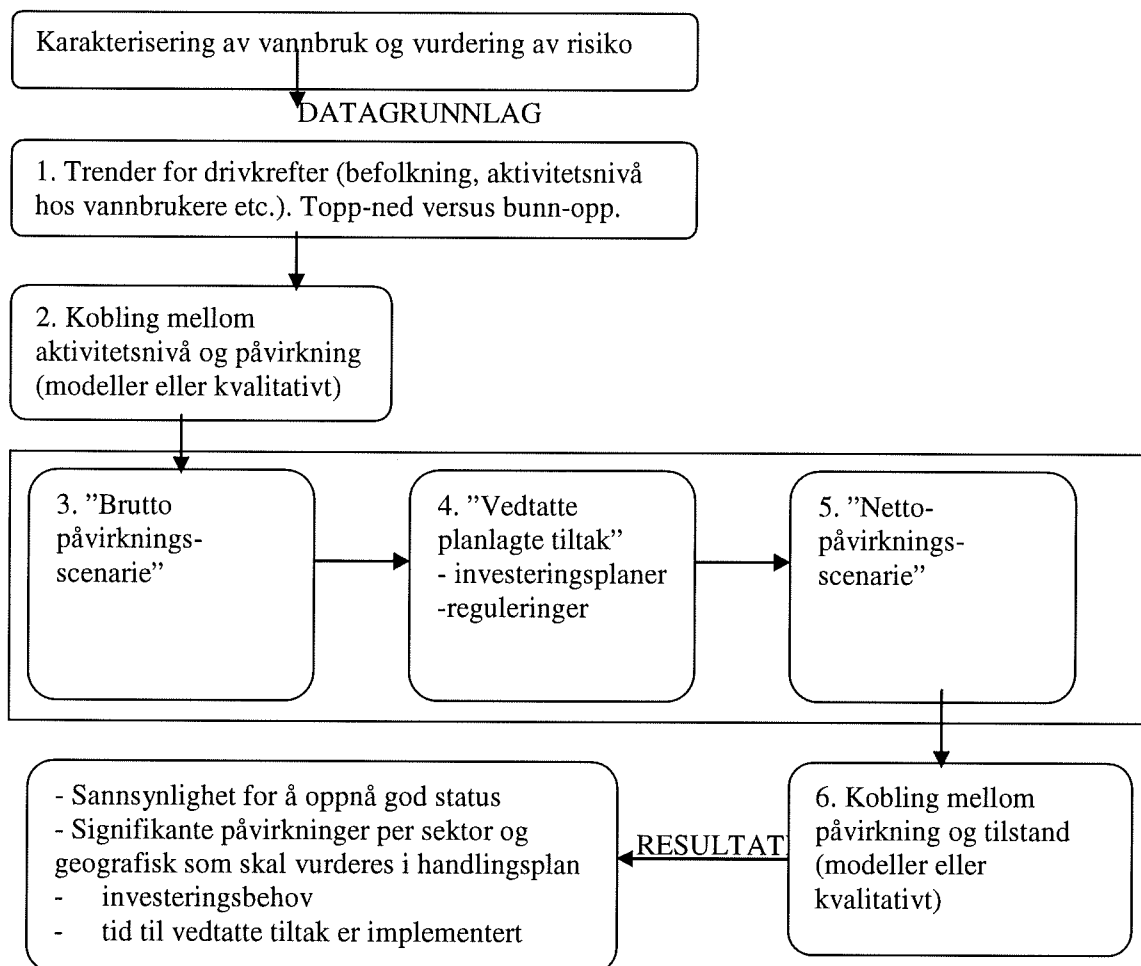 Karakterisering av vannbruk og vurdering av risiko
DATAGRUNNLAG
1. Trender for drivkrefter (befolkning, aktivitetsnivå
hos vannbrukere etc.). Topp-ned versus bunn-opp.
2. Kobling mellom
aktivitetsnivå og påvirkning
(modeller eller kvalitativt)
3. ”Brutto
påvirknings-
scenarie”
4. ”Vedtatte
planlagte tiltak”
- investeringsplaner
-reguleringer
5. ”Netto-
påvirknings-
scenarie”
6. Kobling mellom
påvirkning og tilstand
(modeller eller
kvalitativt)
RESULTAT
- Sannsynlighet for å oppnå god status
- Signifikante påvirkninger per sektor og
geografisk som skal vurderes i handlingsplan
- investeringsbehov
- tid til vedtatte tiltak er implementert